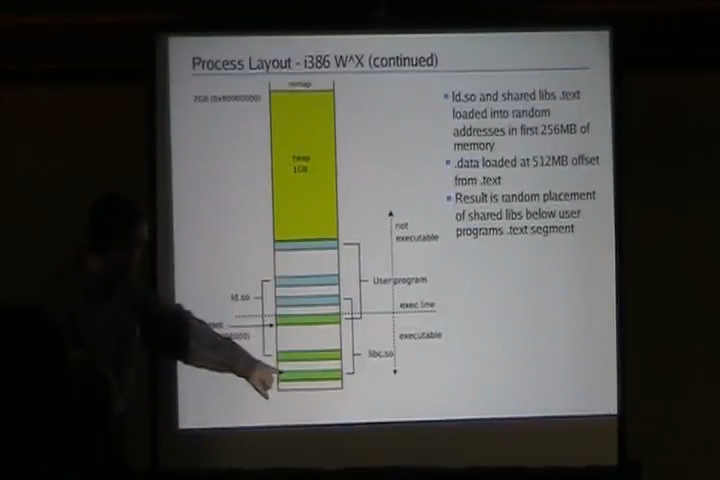 Process Layout - i386 W^X (continued)
mmap
2GB (0x80000000)
heap
1GB
not
executable
User program
ld.so
exec line
executable
libc.so
ld.so and shared libs .text
loaded into random
addresses in first 256MB of
memory
.data loaded at 512MB offset
from .text
Result is random placement
of shared libs below user
programs .text segment